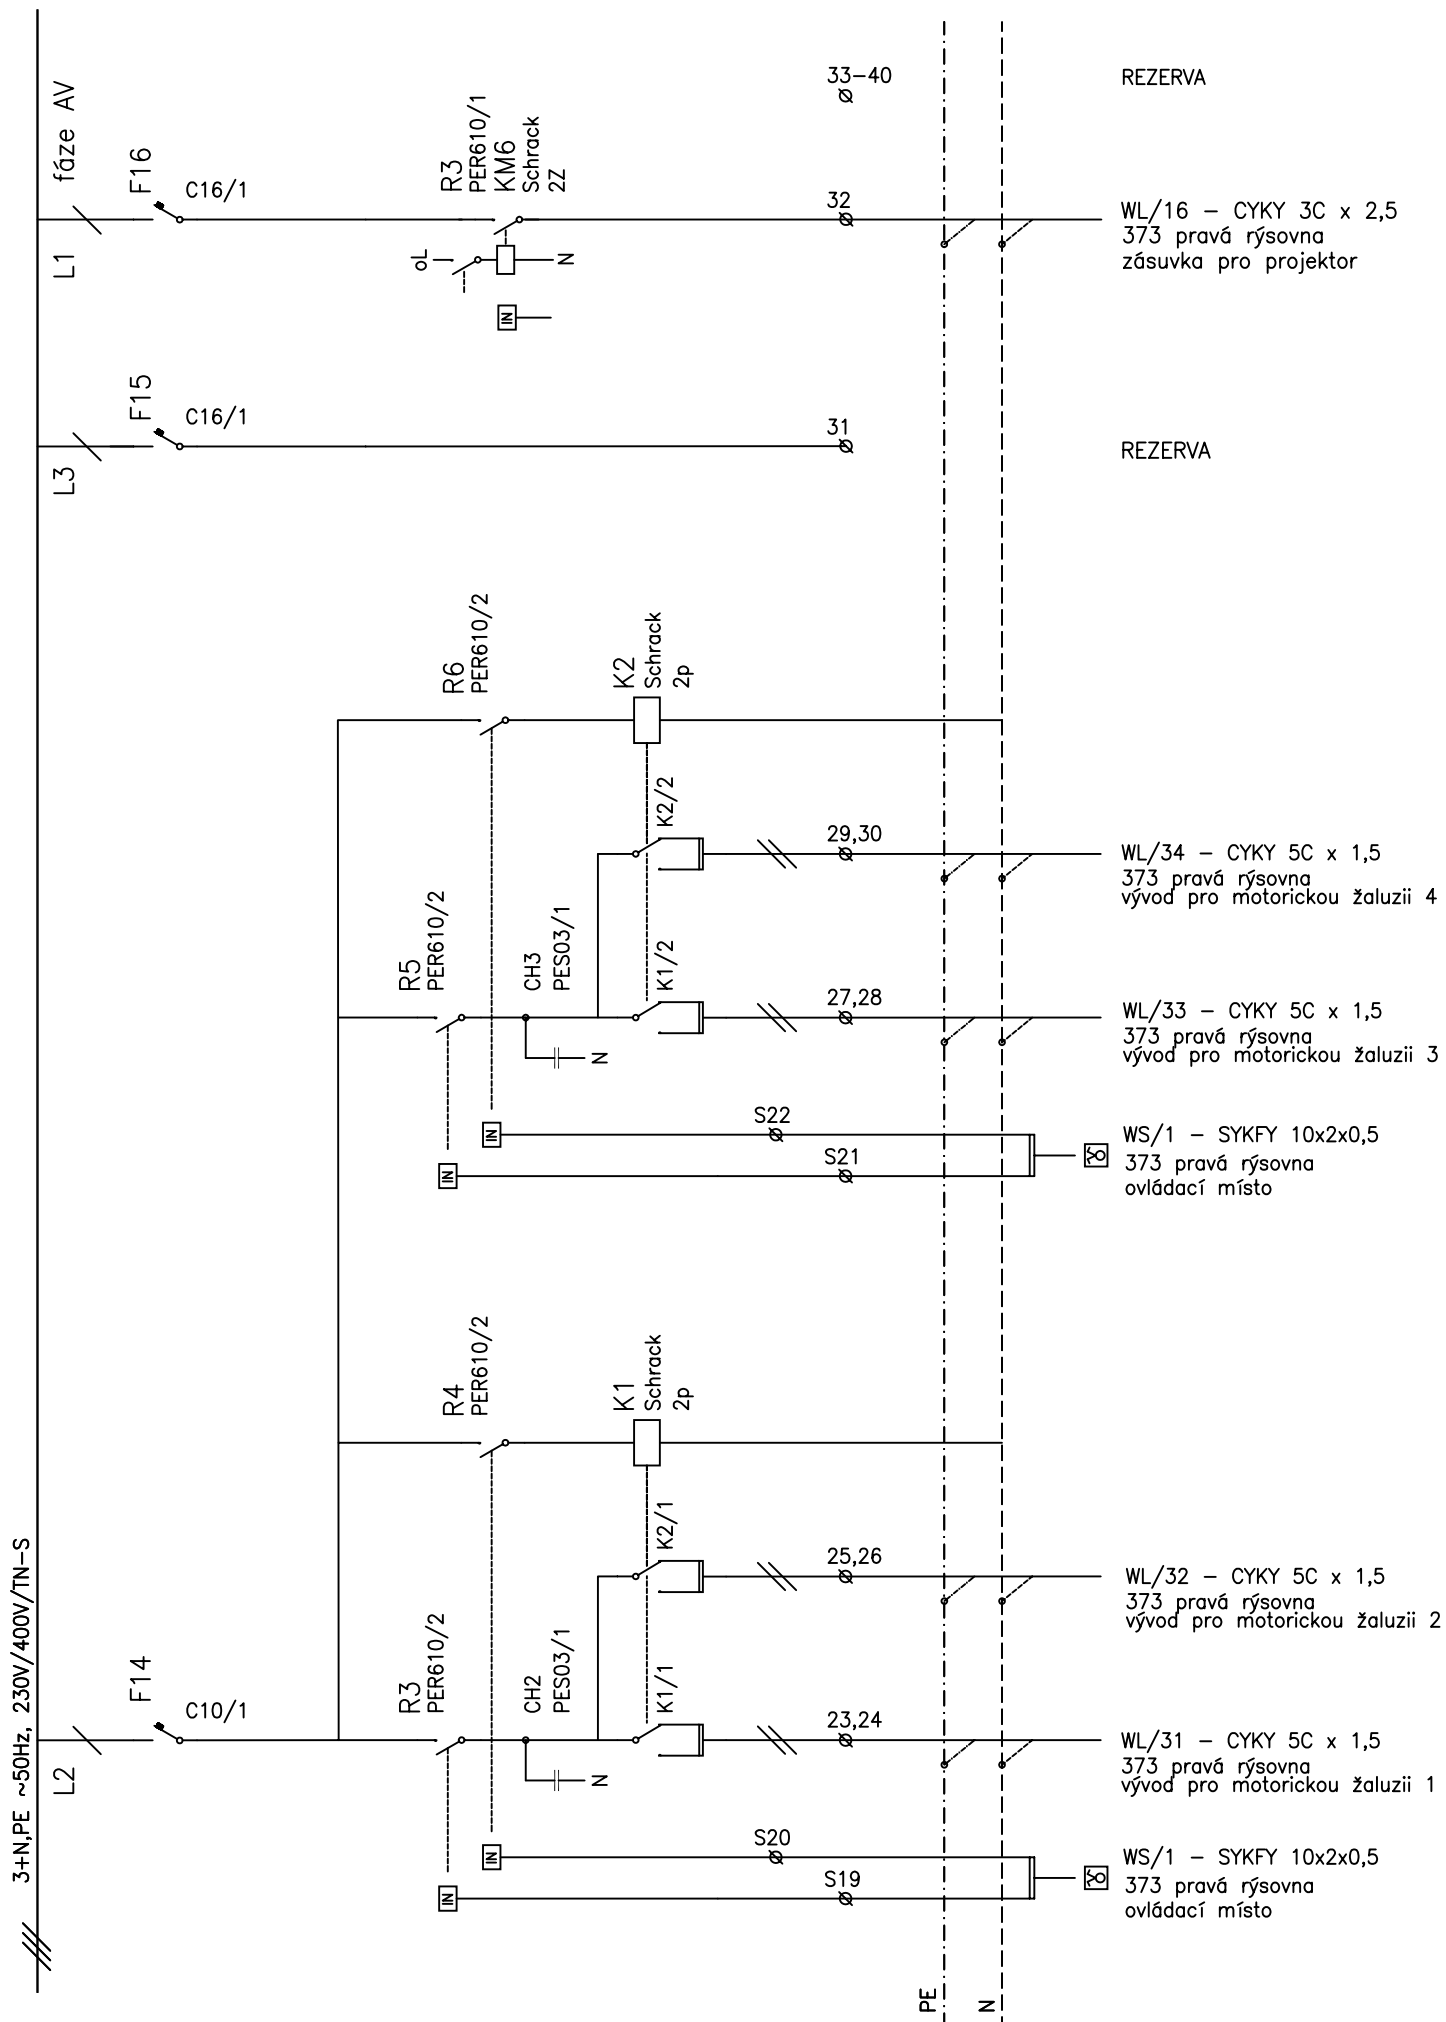 33-40
REZERVA
fáze AV
F16
C16/1
R3
PER610/1
KM6
Schrack
2Z
32
WL/16 - CYKY 3C x 2,5
373 pravá rýsovna
zásuvka pro projektor
L1
oL
N
IN
F15
C16/1
31
REZERVA
L3
R6
PER610/2
K2
Schrack
2p
K2/2
29,30
WL/34 - CYKY 5C x 1,5
373 pravá rýsovna
vývod pro motorickou žaluzii 4
R5
PER610/2
CH3
PES03/1
K1/2
27,28
WL/33 - CYKY 5C x 1,5
373 pravá rýsovna
vývod pro motorickou žaluzii 3
N
IN
S22
WS/1 - SYKFY 10x2x0,5
373 pravá rýsovna
ovládací místo
IN
S21
R4
PER610/2
K1
Schrack
2p
K2/1
25,26
WL/32 - CYKY 5C x 1,5
373 pravá rýsovna
vývod pro motorickou žaluzii 2
3+N,PE ~50Hz, 230V/400V/TN-S
F14
C10/1
L2
R3
PER610/2
CH2
PES03/1
K1/1
23,24
WL/31 - CYKY 5C x 1,5
373 pravá rýsovna
vývod pro motorickou žaluzii 1
N
IN
S20
WS/1 - SYKFY 10x2x0,5
373 pravá rýsovna
ovládací místo
IN
S19
PE
N